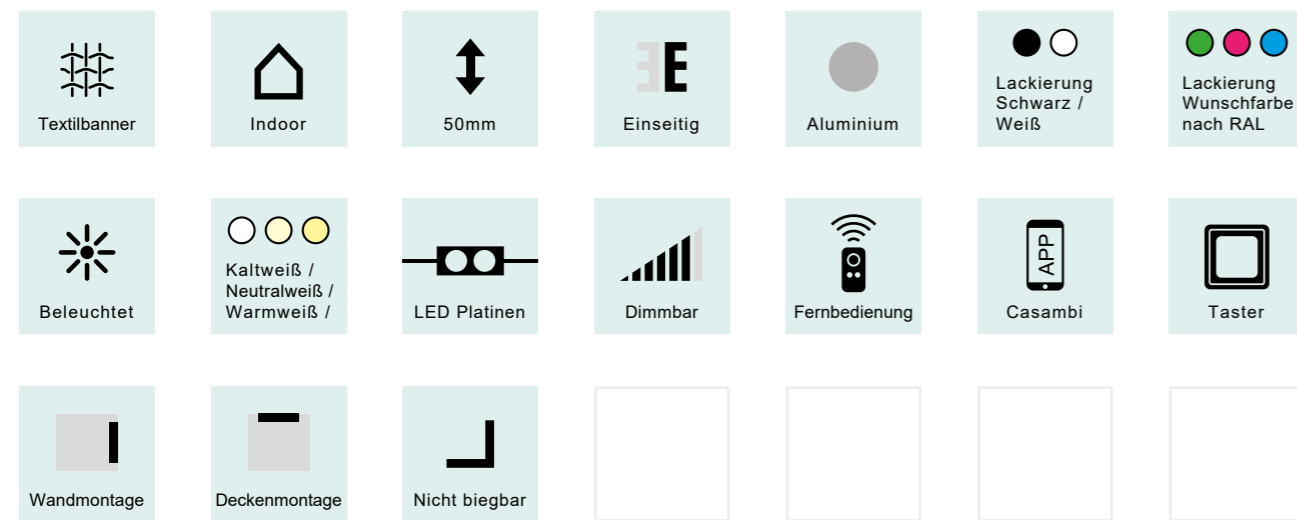 Textilbanner
Indoor
50mm
Einseitig
Aluminium
Lackierung
Schwarz /
Weiß
Lackierung
Wunschfarbe
nach RAL
Beleuchtet
Kaltweiß /
Neutralweiß /
Warmweiß /
LED Platinen
Dimmbar
Fernbedienung
APP
Casambi
Taster
Wandmontage
Deckenmontage
Nicht biegbar